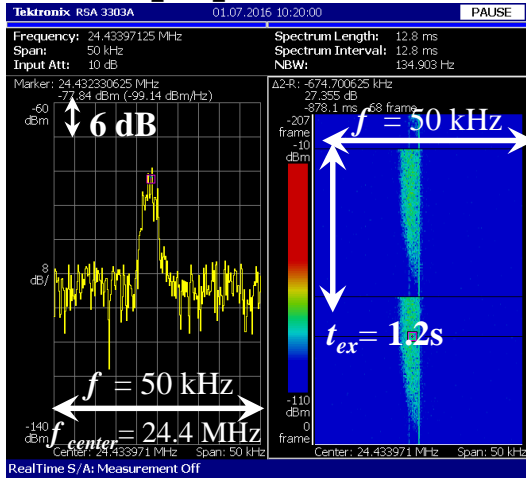 Tektronix RSA 3303A 01.07.2016 10:20:00 PAUSE
Frequency: 24.43397125 MHz
Span: 50 kHz
Input Att: 10 dB
Spectrum Length: 12.8 ms
Spectrum Interval: 12.8 ms
NBW: 134.903 Hz
Marker: 24.432330625 MHz
-77.84 dBm (-99.14 dBm/Hz)
-60
dBm
6 dB
8
dB/
f = 50 kHz
-140
dBm
f center = 24.4 MHz
Center: 24.433971 MHz Span: 50 kHz
Δ2-R: -674.700625 kHz
27.355 dB
-878.1 ms -68 frame
-207
frame
f = 50 kHz
-10
dBm
tex = 1.2s
-110
dBm
0
frame
Center: 24.433971 MHz Span: 50 kHz
RealTime S/A: Measurement Off